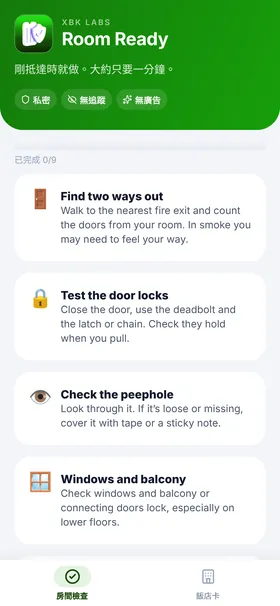 XBK LABS
Room Ready
剛抵達時就做。大約只要一分鐘。
私密
無追蹤
無廣告
已完成 0/9
Find two ways out
Walk to the nearest fire exit and count
the doors from your room. In smoke you
may need to feel your way.
Test the door locks
Close the door, use the deadbolt and
the latch or chain. Check they hold
when you pull.
Check the peephole
Look through it. If it's loose or missing,
cover it with tape or a sticky note.
Windows and balcony
Check windows and balcony or
connecting doors lock, especially on
lower floors.
房間檢查
飯店卡